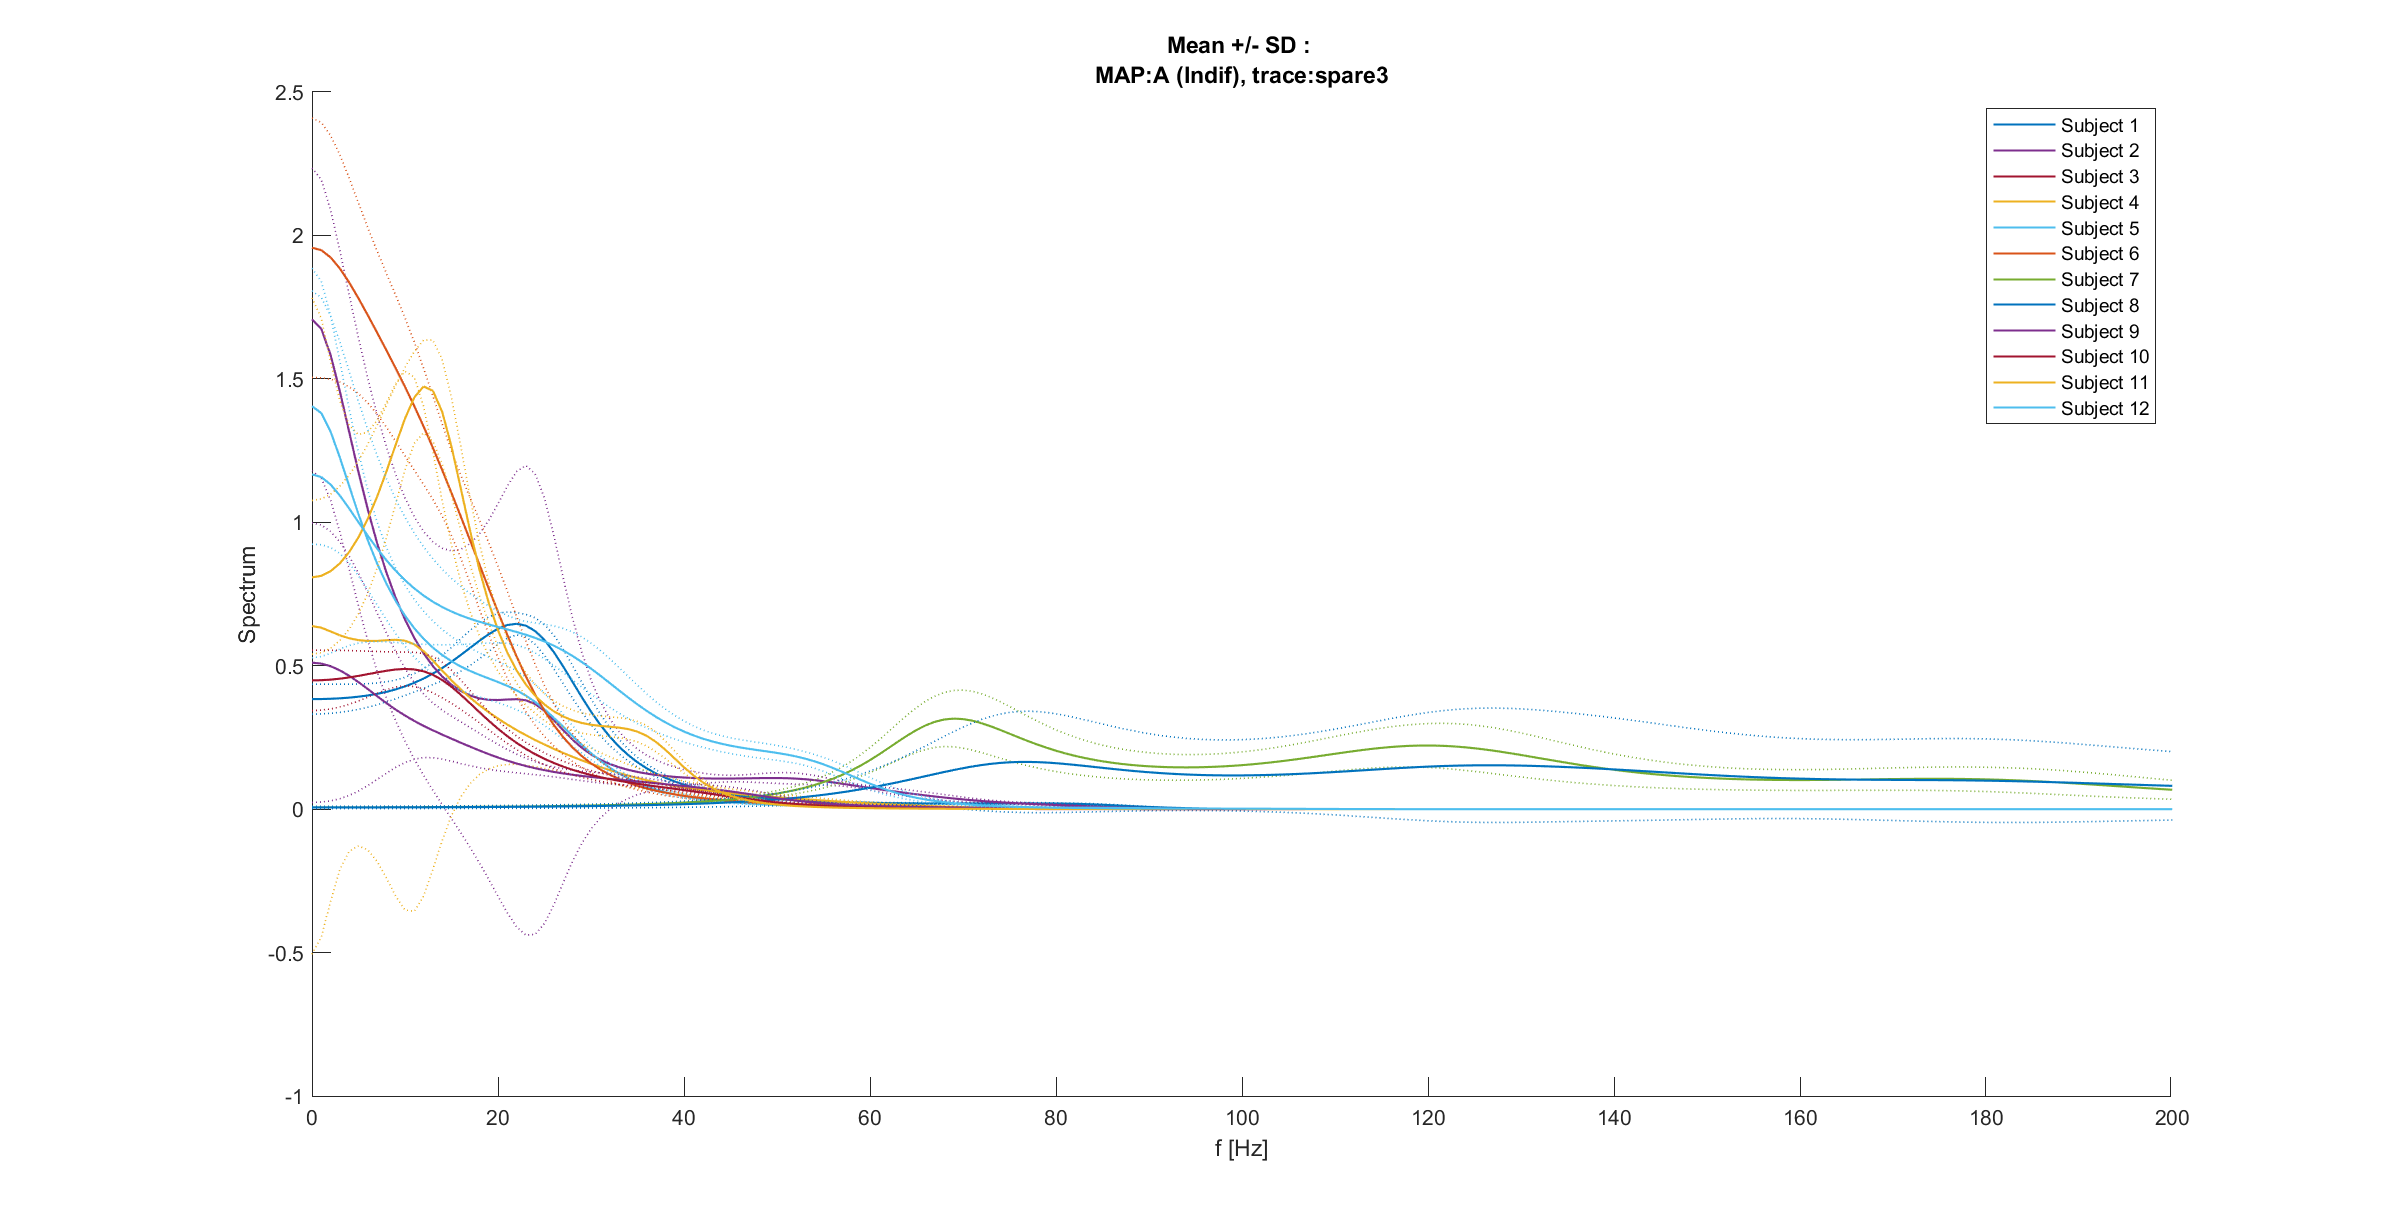 Mean +/- SD :
MAP:A (Indif), trace:spare3
2.5
2
1.5
1
0.5
0
-0.5
-1
Spectrum
0 20 40 60 80 100 120 140 160 180 200
f [Hz]
Subject 1
Subject 2
Subject 3
Subject 4
Subject 5
Subject 6
Subject 7
Subject 8
Subject 9
Subject 10
Subject 11
Subject 12